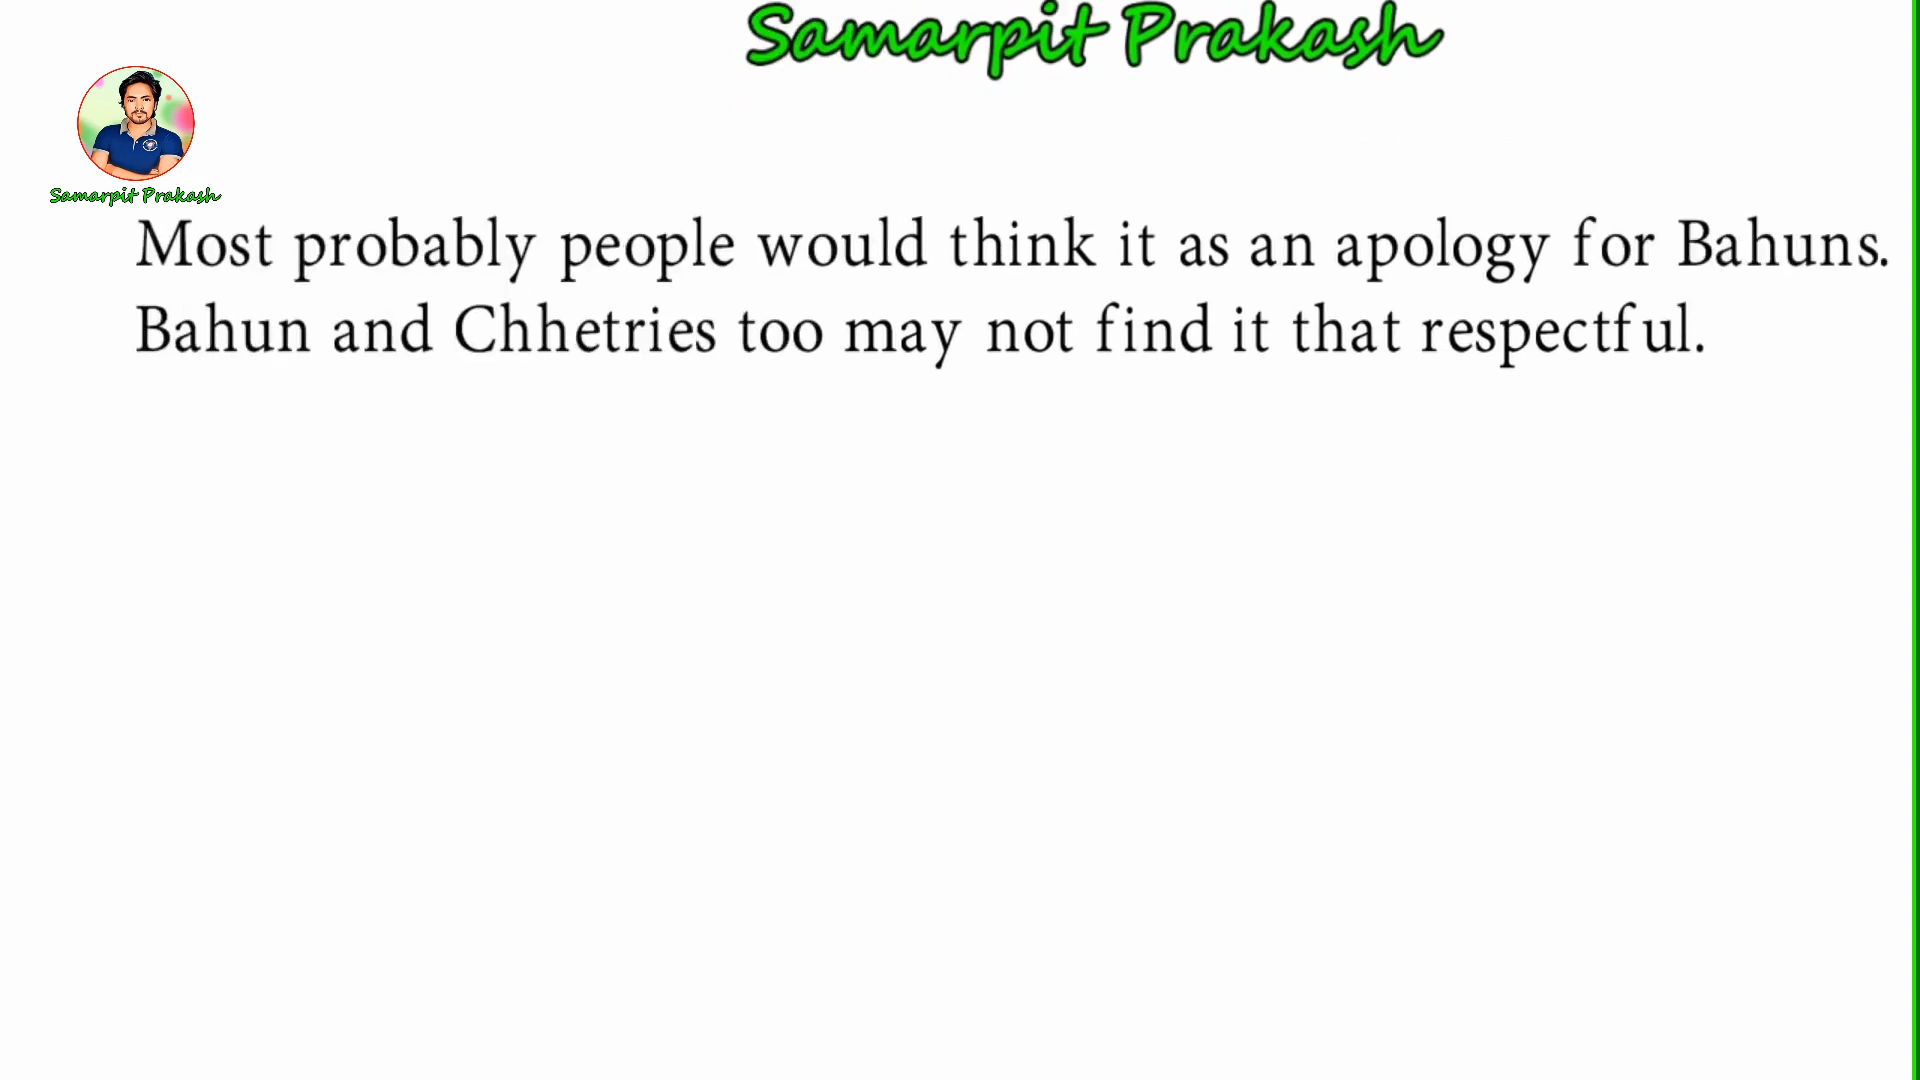 Samarpit Prakash
Samarpit Prakash
Most probably people would think it as an apology for Bahuns.
Bahun and Chhetries too may not find it that respectful.